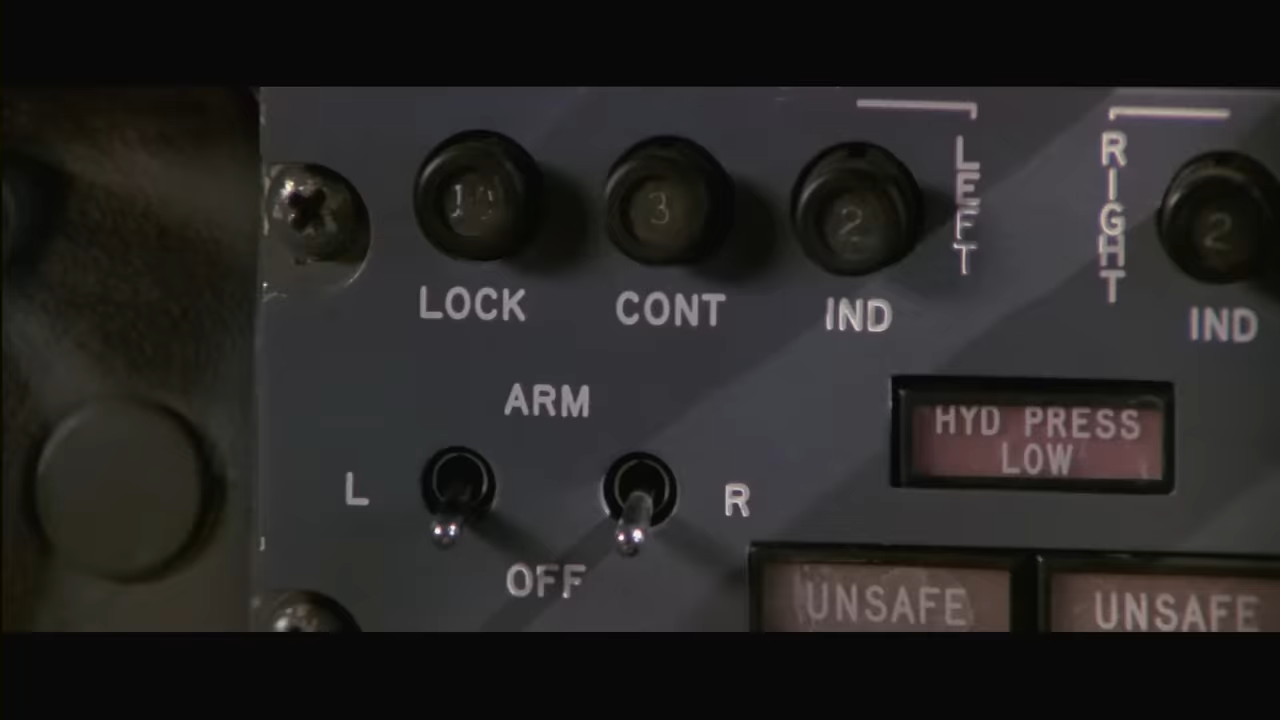 10 3 2 2
LEFT RIGHT
LOCK CONT IND IND
ARM
HYD PRESS
LOW
L R
OFF
UNSAFE UNSAFE